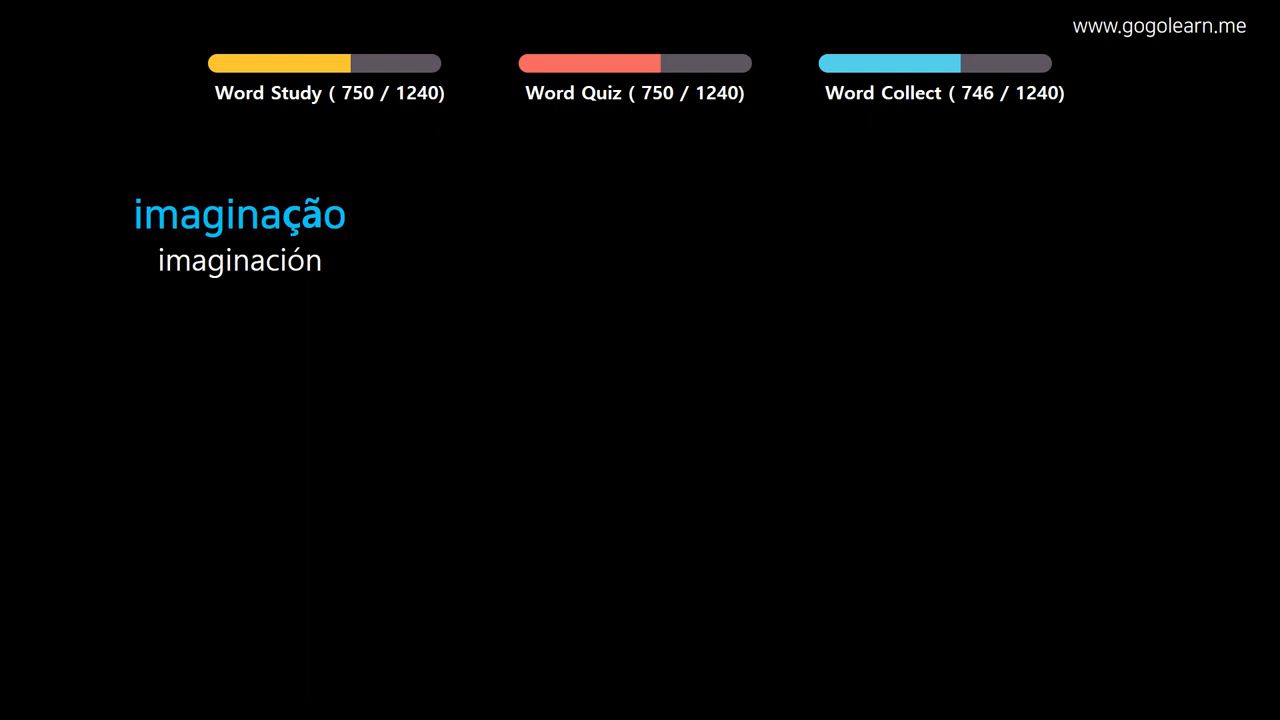 www.gogolearn.me
Word Study ( 750 / 1240)
Word Quiz ( 750 / 1240)
Word Collect ( 746 / 1240)
imaginação
imaginación